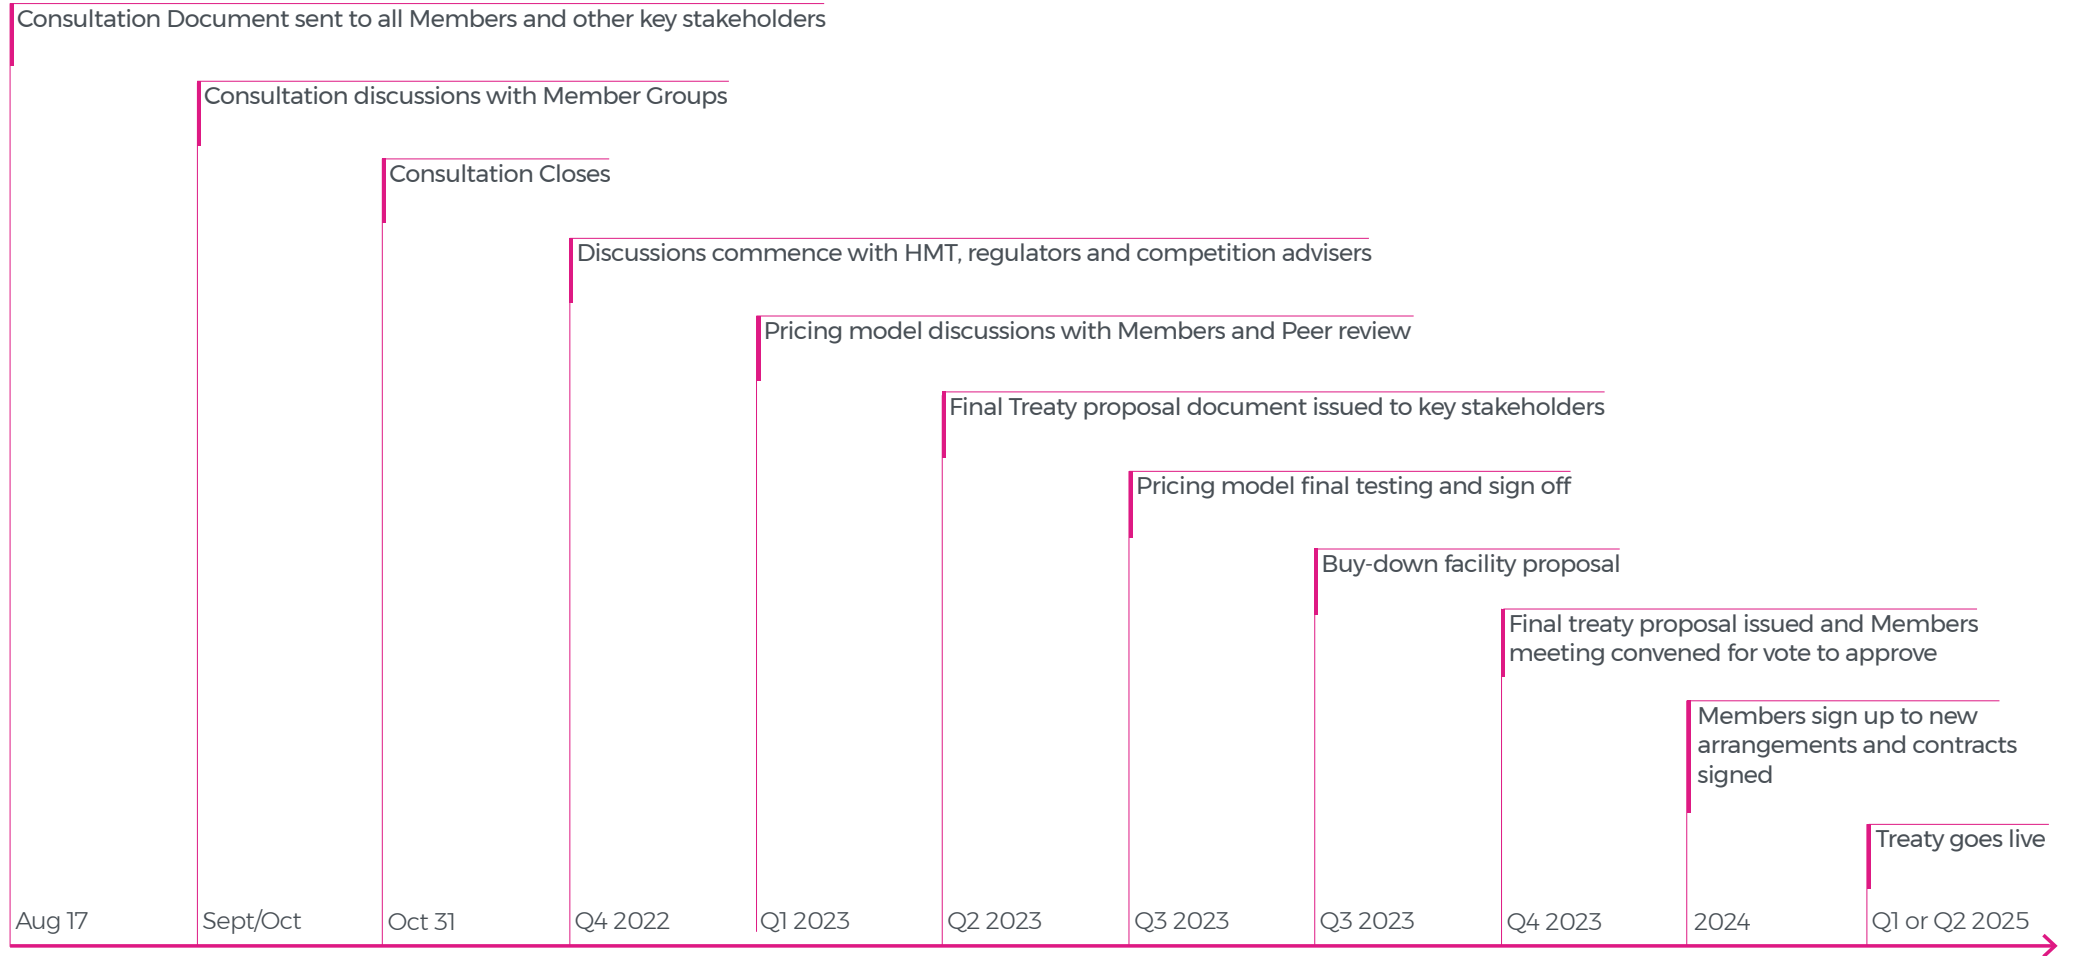 Consultation Document sent to all Members and other key stakeholders
Consultation discussions with Member Groups
Consultation Closes
Discussions commence with HMT, regulators and competition advisers
Pricing model discussions with Members and Peer review
Final Treaty proposal document issued to key stakeholders
Pricing model final testing and sign off
Buy-down facility proposal
Final treaty proposal issued and Members
meeting convened for vote to approve
Members sign up to new
arrangements and contracts
signed
Treaty goes live
Aug 17
Sept/Oct
Oct 31
Q4 2022
Q1 2023
Q2 2023
Q3 2023
Q3 2023
Q4 2023
2024
Q1 or Q2 2025